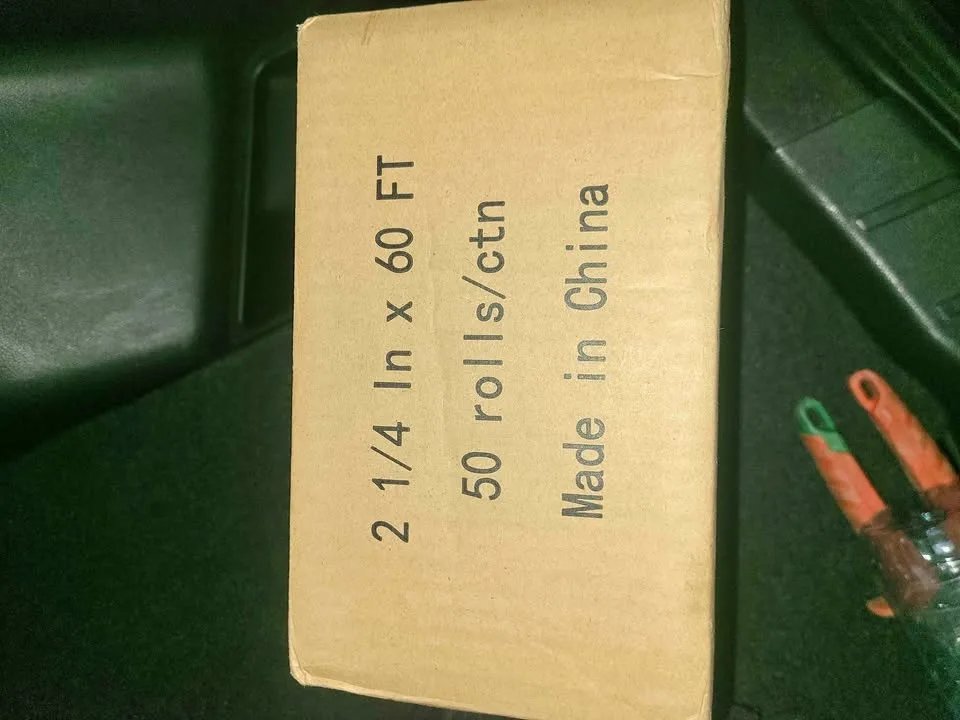 2 1/4 In x 60 FT
50 rolls/ctn
Made in China